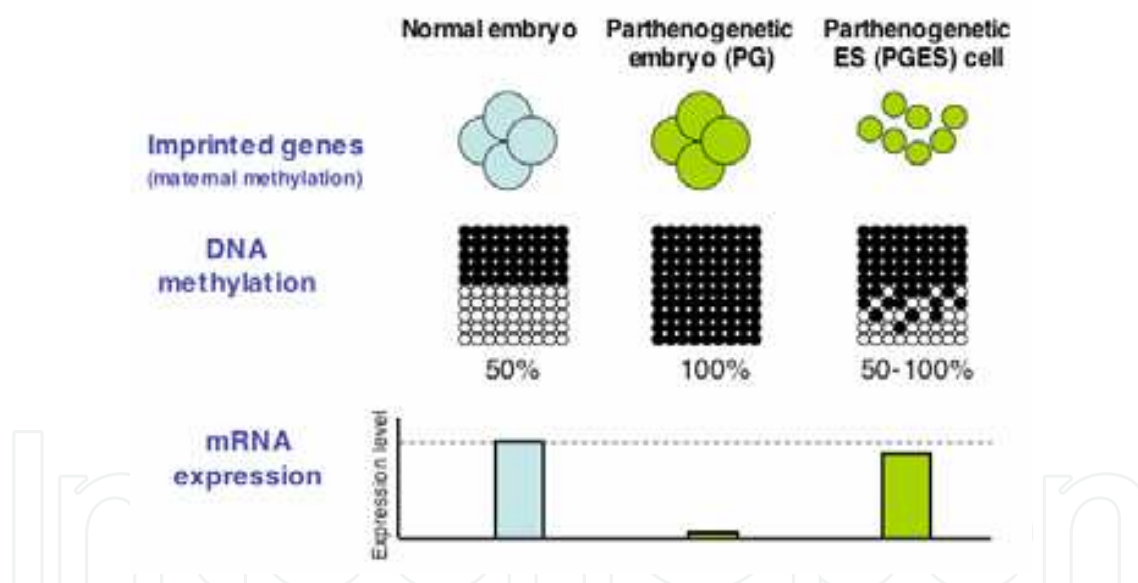 Normal embryo
Parthenogenetic
embryo (PG)
Parthenogenetic
ES (PGES) cell
Imprinted genes
(maternal methylation)
DNA
methylation
50%
100%
50-100%
mRNA
expression
Expression level